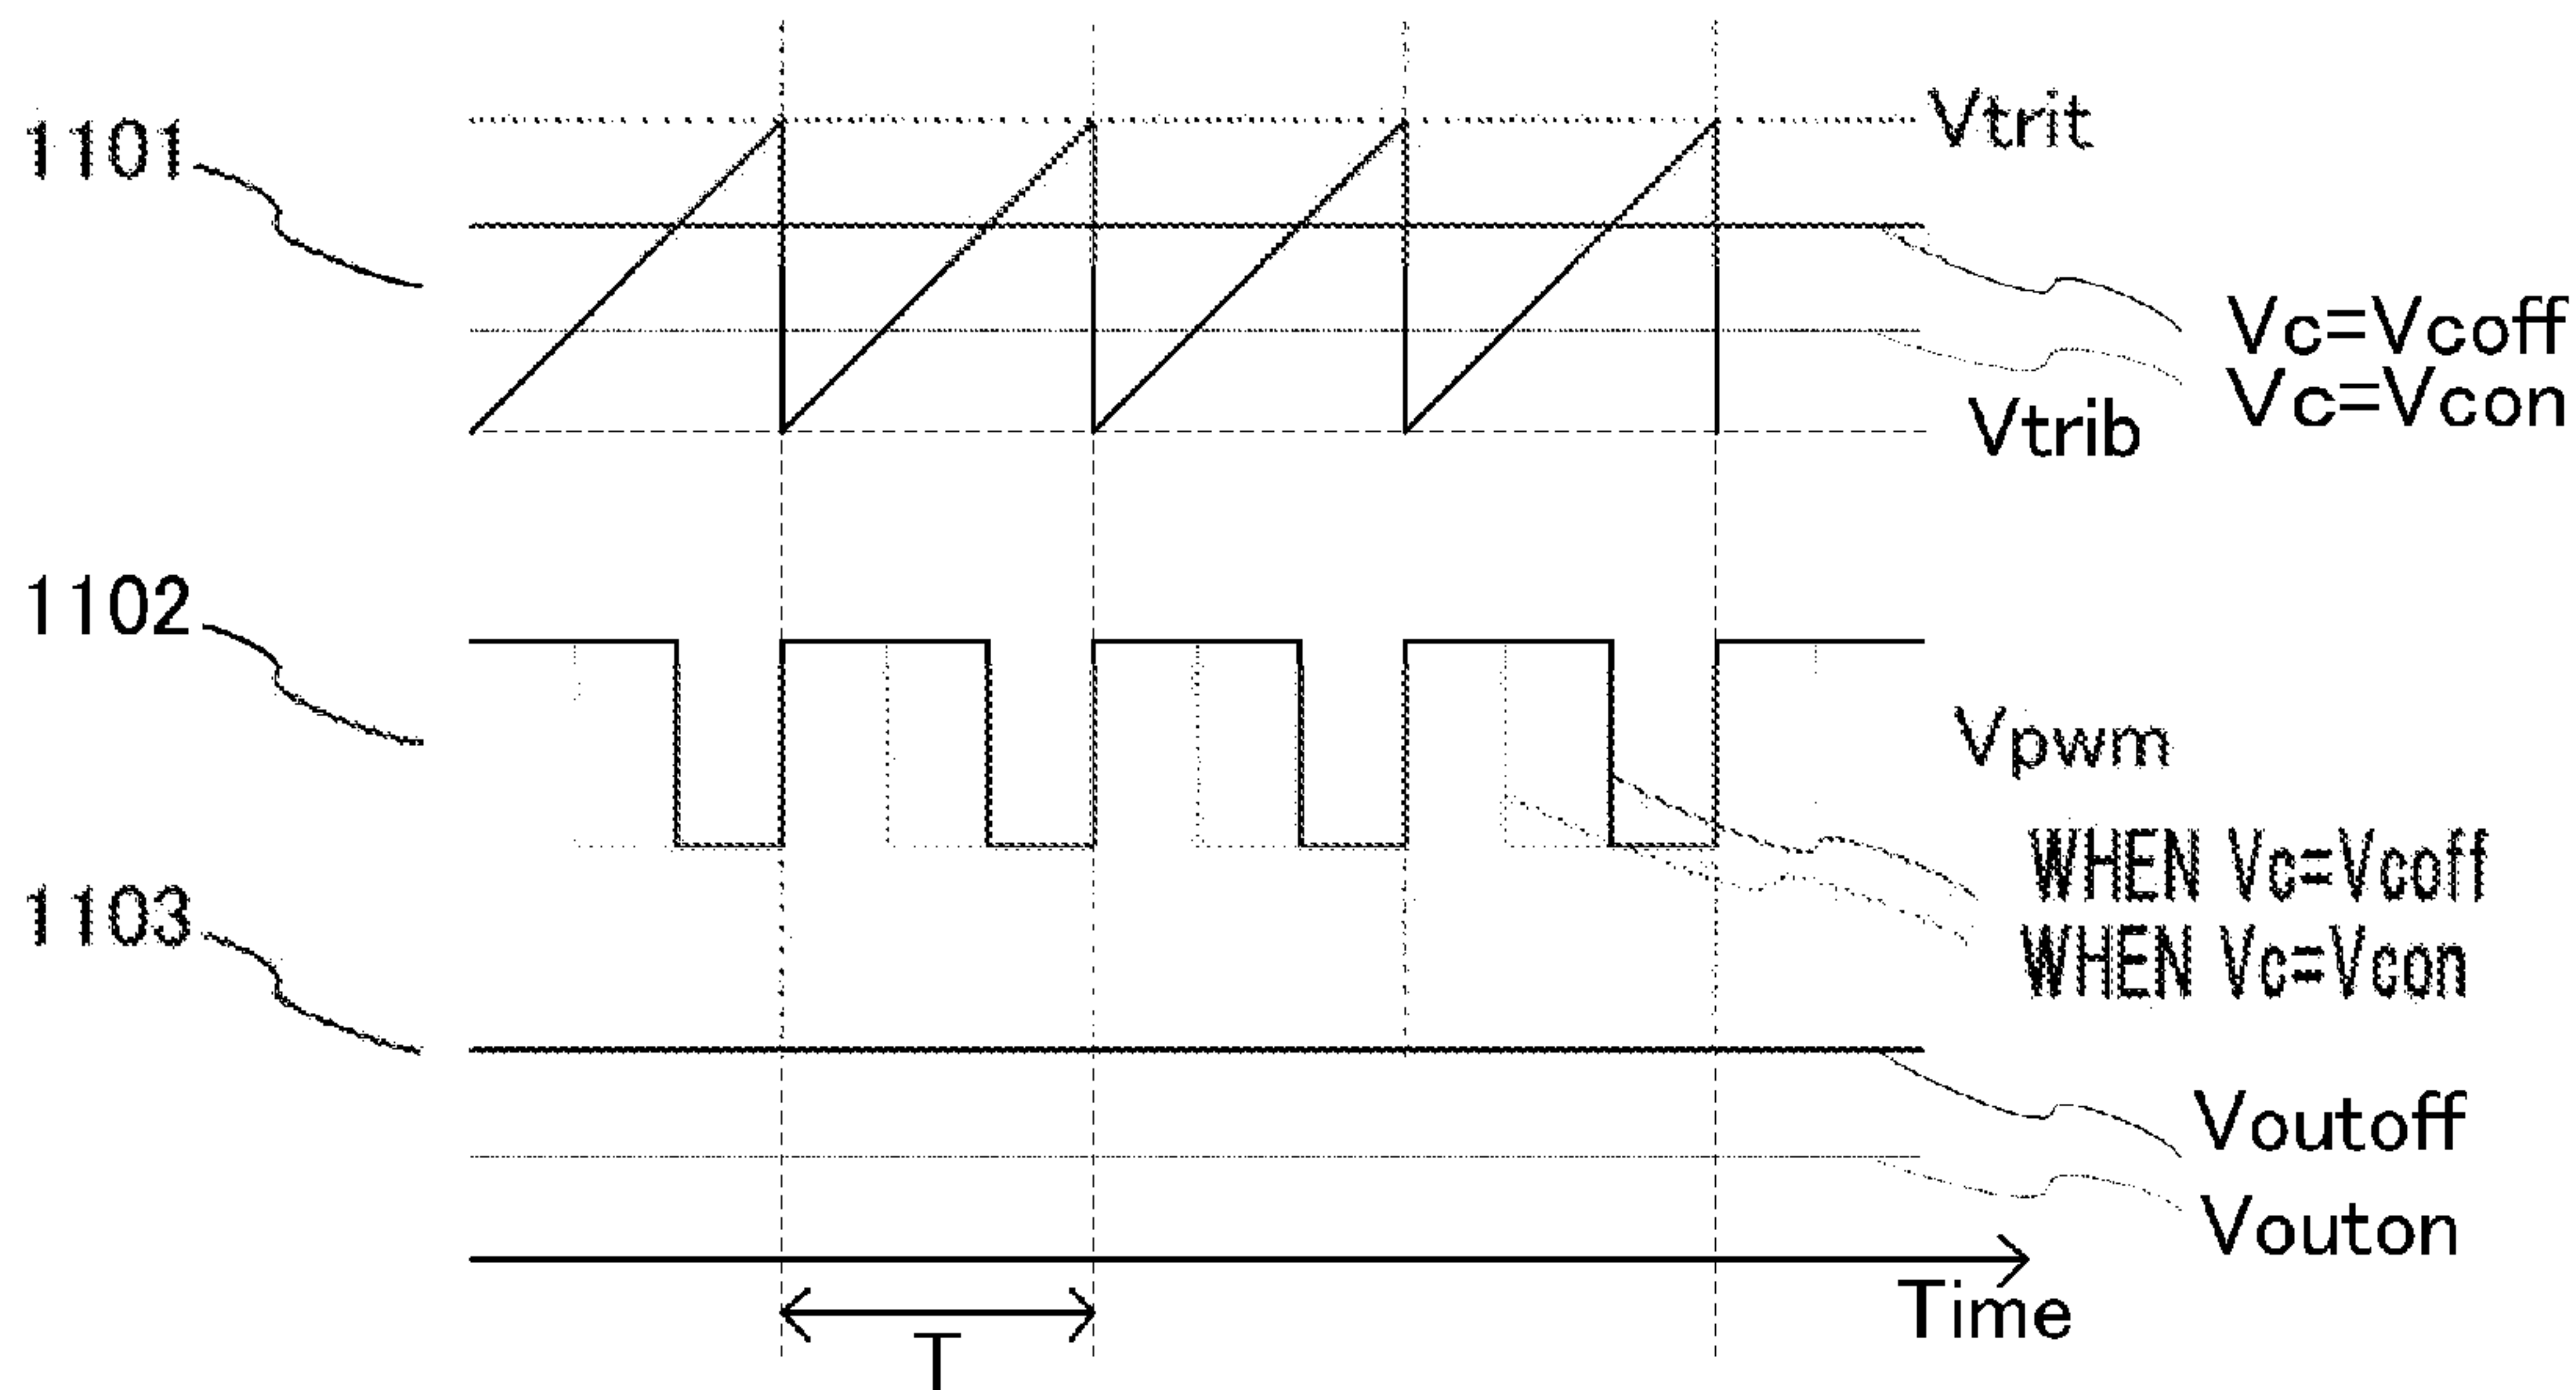 1101
Vtrit
Vc=Vcoff
Vc=Vcon
Vtrib
1102
Vpwm
WHEN Vc=Vcoff
WHEN Vc=Vcon
1103
Voutoff
Vouton
Time
T